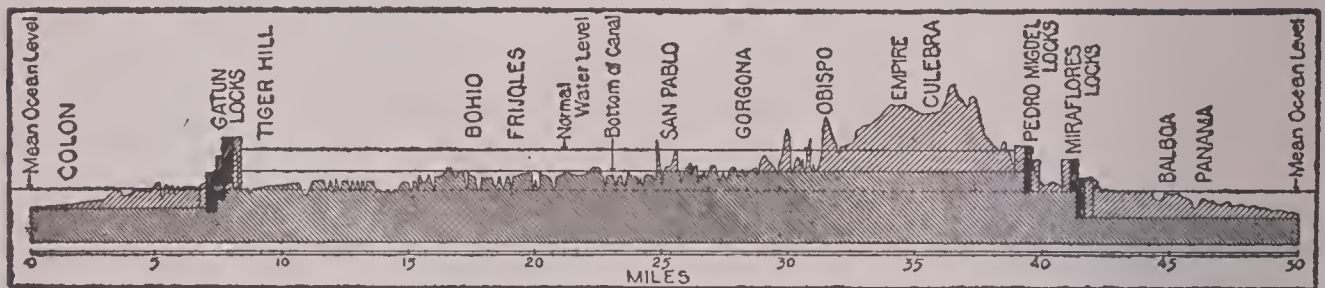 Mean Ocean Level
COLON
GATUN
LOCKS
TIGER HILL
BOHIO
FRIJOLES
Normal
Water Level
Bottom of Canal
SAN PABLO
GORGONA
OBISPO
EMPIRE
CULEBRA
PEDRO MIGUEL
LOCKS
MIRAFLORES
LOCKS
BALBOA
PANAMA
Mean Ocean Level
0 5 10 15 20 25 30 35 40 45 50
MILES